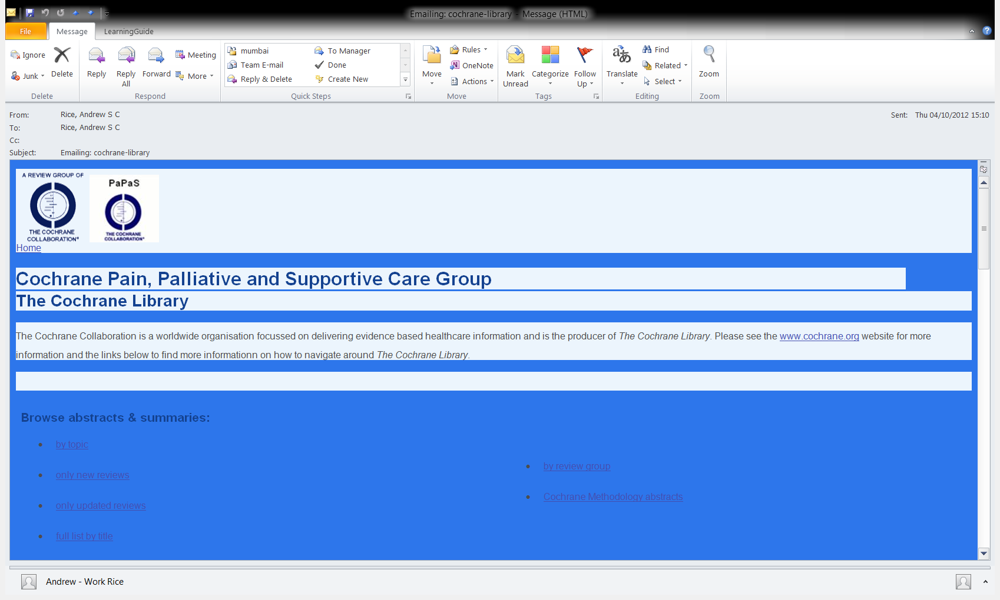 Emailing: cochrane-library - Message (HTML)
File Message LearningGuide
Ignore
Junk
Delete
Delete
Reply
Reply All
Forward
Meeting
More
Respond
mumbai
To Manager
Team E-mail
Done
Reply & Delete
Create New
Quick Steps
Move
Rules
OneNote
Actions
Move
Mark Unread
Categorize
Follow Up
Tags
Translate
Find
Related
Select
Editing
Zoom
Zoom
From: Rice, Andrew S C
Sent: Thu 04/10/2012 15:10
To: Rice, Andrew S C
Cc:
Subject: Emailing: cochrane-library
A REVIEW GROUP OF
THE COCHRANE
COLLABORATION®
PaPaS
THE COCHRANE
COLLABORATION®
Home
Cochrane Pain, Palliative and Supportive Care Group
The Cochrane Library
The Cochrane Collaboration is a worldwide organisation focussed on delivering evidence based healthcare information and is the producer of The Cochrane Library. Please see the www.cochrane.org website for more
information and the links below to find more informationn on how to navigate around The Cochrane Library.
Browse abstracts & summaries:
• by topic
• only new reviews
• only updated reviews
• full list by title
• by review group
• Cochrane Methodology abstracts
Andrew - Work Rice